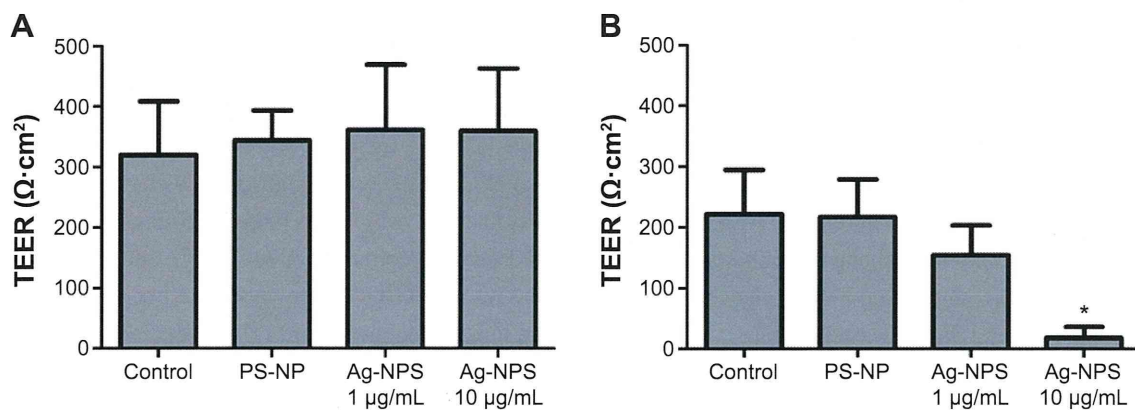 A
TEER (Ω·cm²)
500
400
300
200
100
0
Control
PS-NP
Ag-NPS
1 µg/mL
Ag-NPS
10 µg/mL
B
TEER (Ω·cm²)
500
400
300
200
100
0
*
Control
PS-NP
Ag-NPS
1 µg/mL
Ag-NPS
10 µg/mL